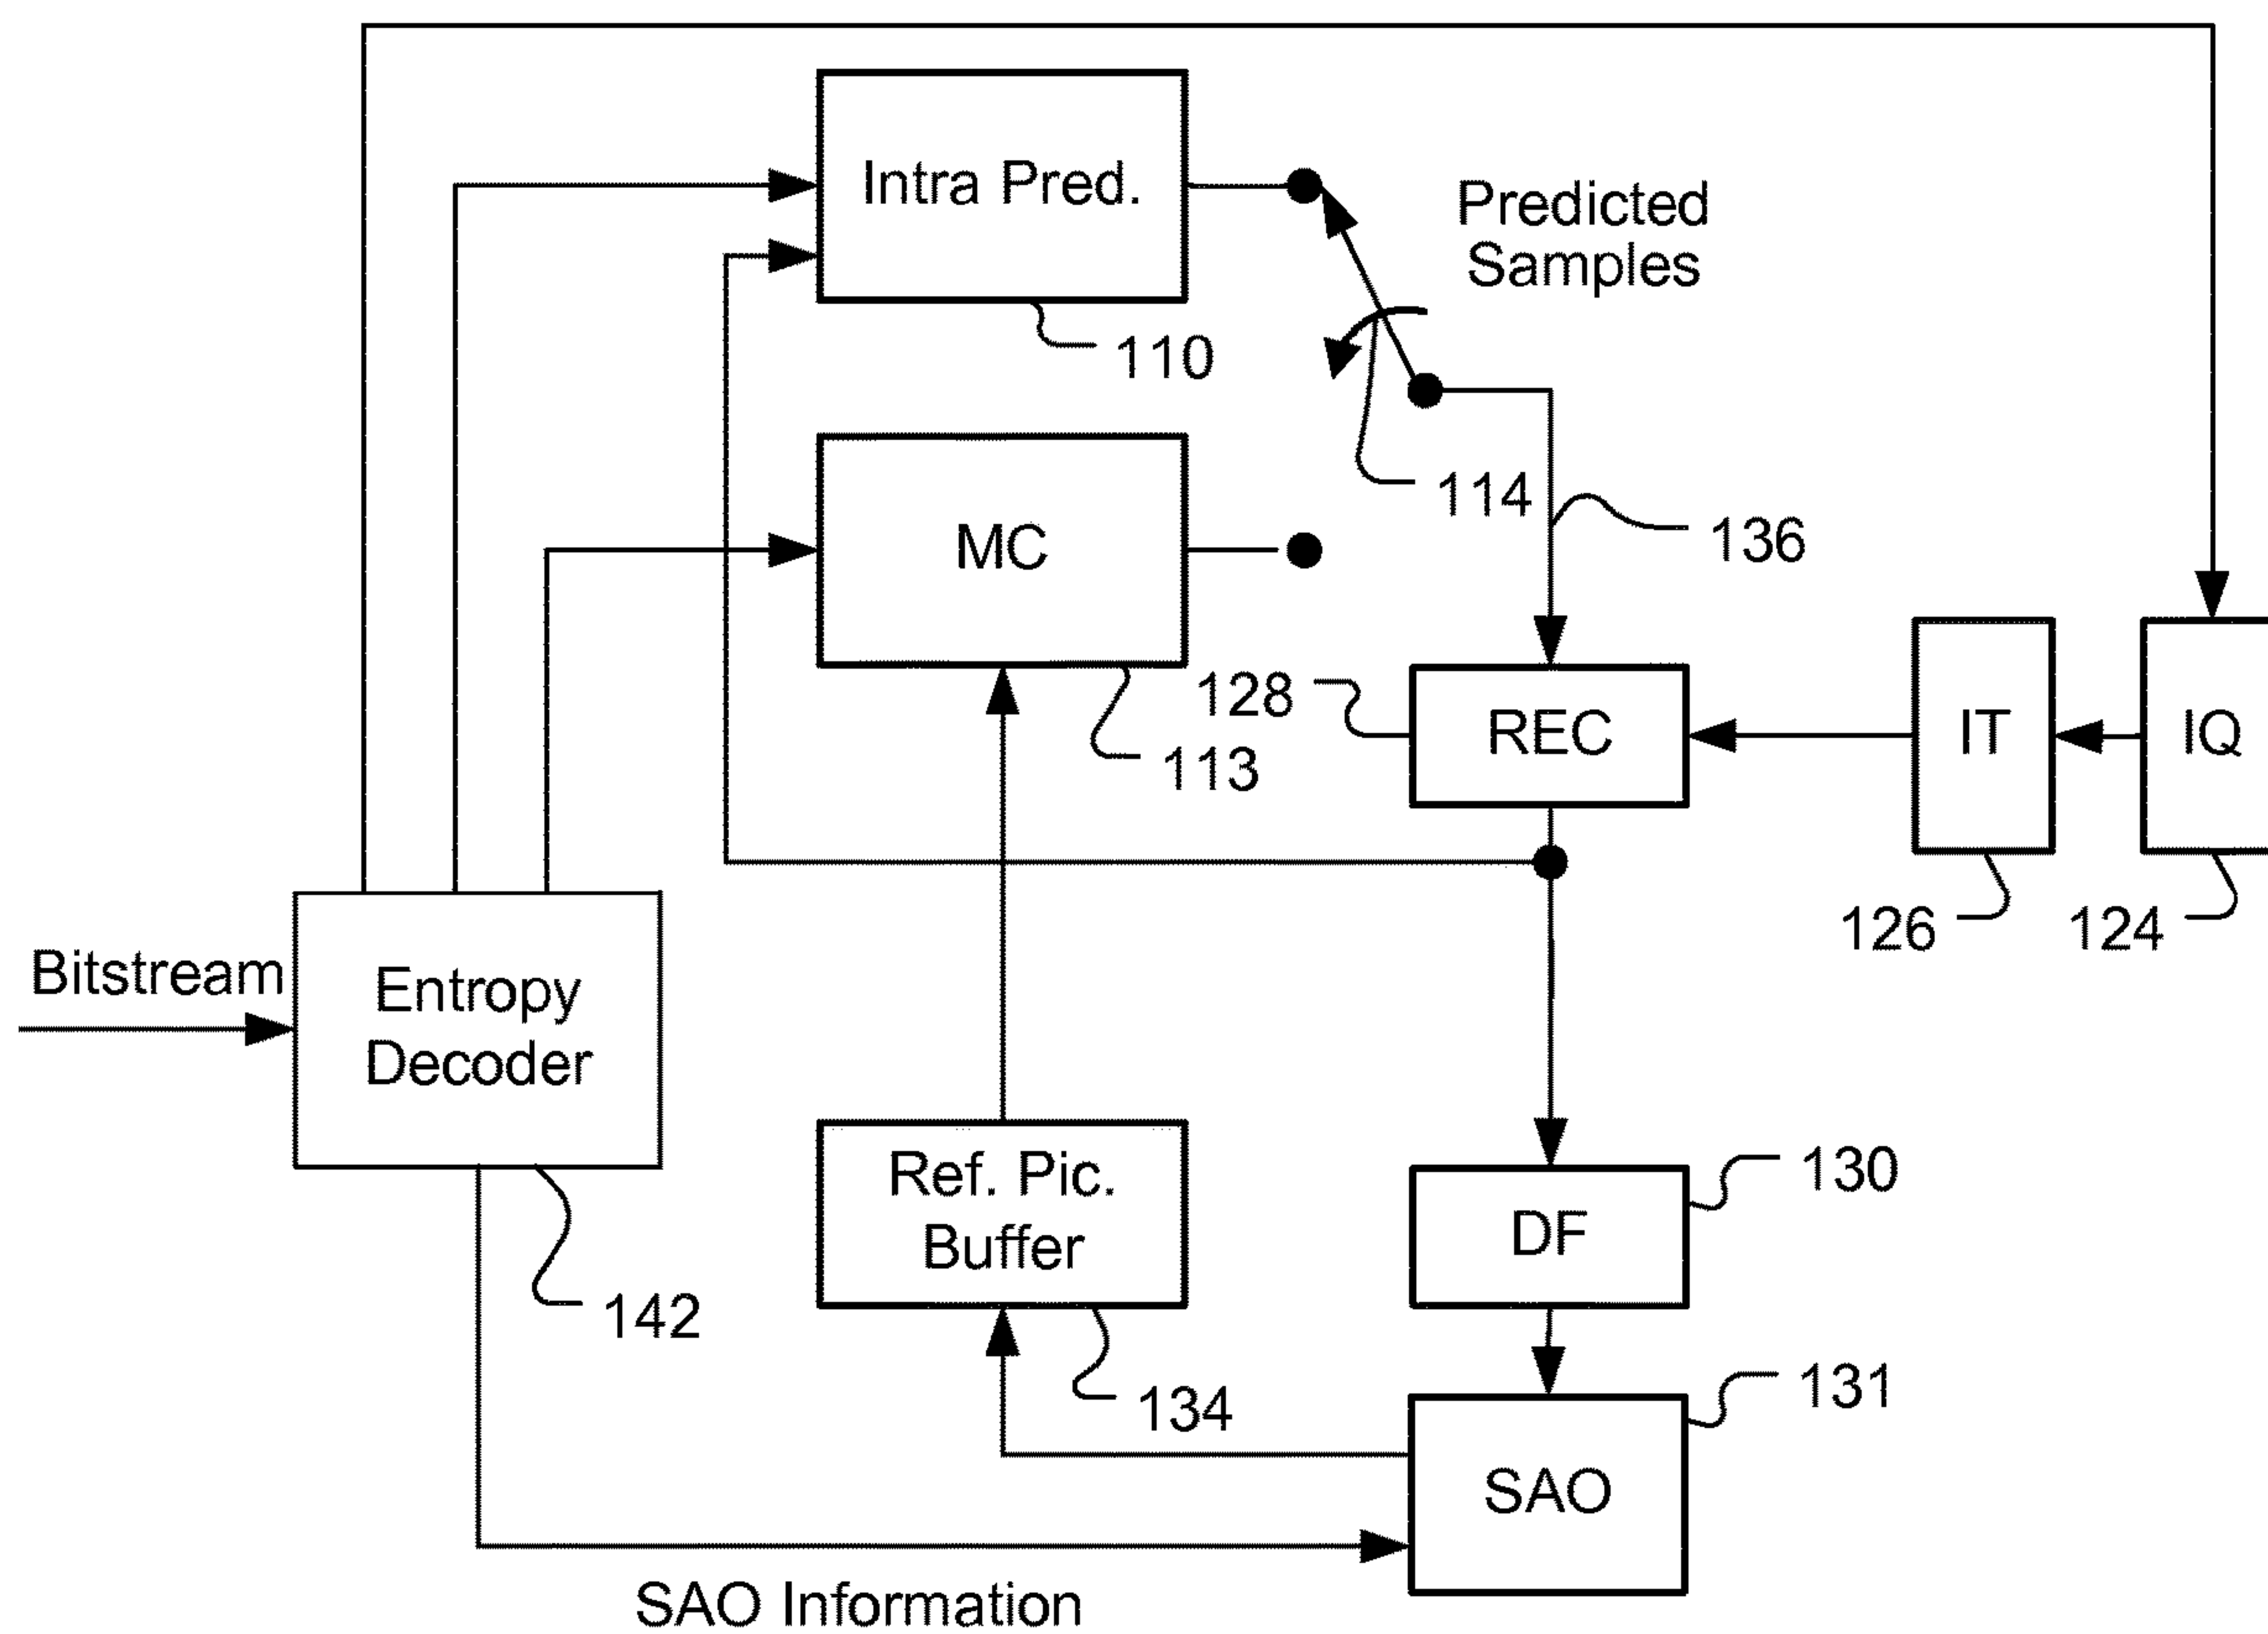 Intra Pred.
Predicted
Samples
110
114
136
MC
128
REC
IT
IQ
113
126
124
Bitstream
Entropy
Decoder
Ref. Pic.
Buffer
130
DF
142
134
131
SAO
SAO Information